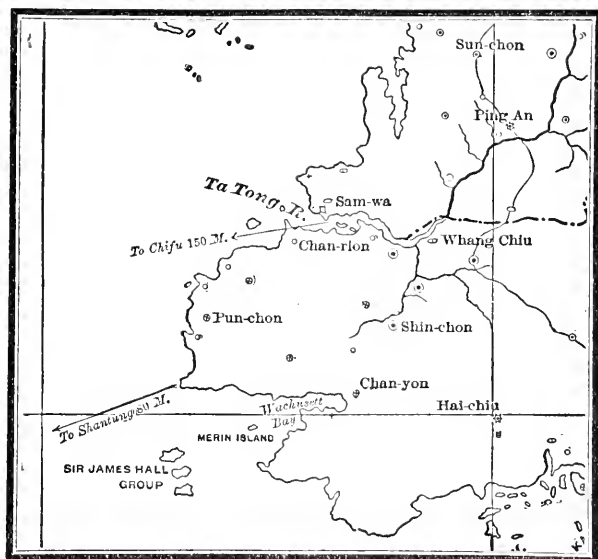 Sun-chon
Ping An
Ta Tong R.
Sam-wa
To Chifu 150 M.
Chan-rion
Whang Chiu
Pun-chon
Shin-chon
Chan-yon
Wachusett
Bay
Hai-chiu
To Shantung 80 M.
MERIN ISLAND
SIR JAMES HALL
GROUP